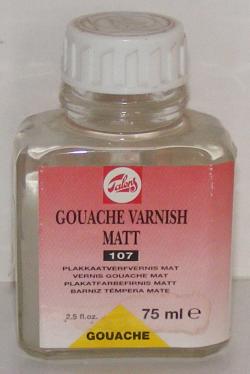 Talens
GOUACHE VARNISH
MATT
107
PLAKKAATVERFVERNIS MAT
VERNIS GOUACHE MAT
PLAKATFARBEFIRNIS MATT
BARNIZ TÉMPERA MATE
2.5 fl.oz. 75 ml e
GOUACHE